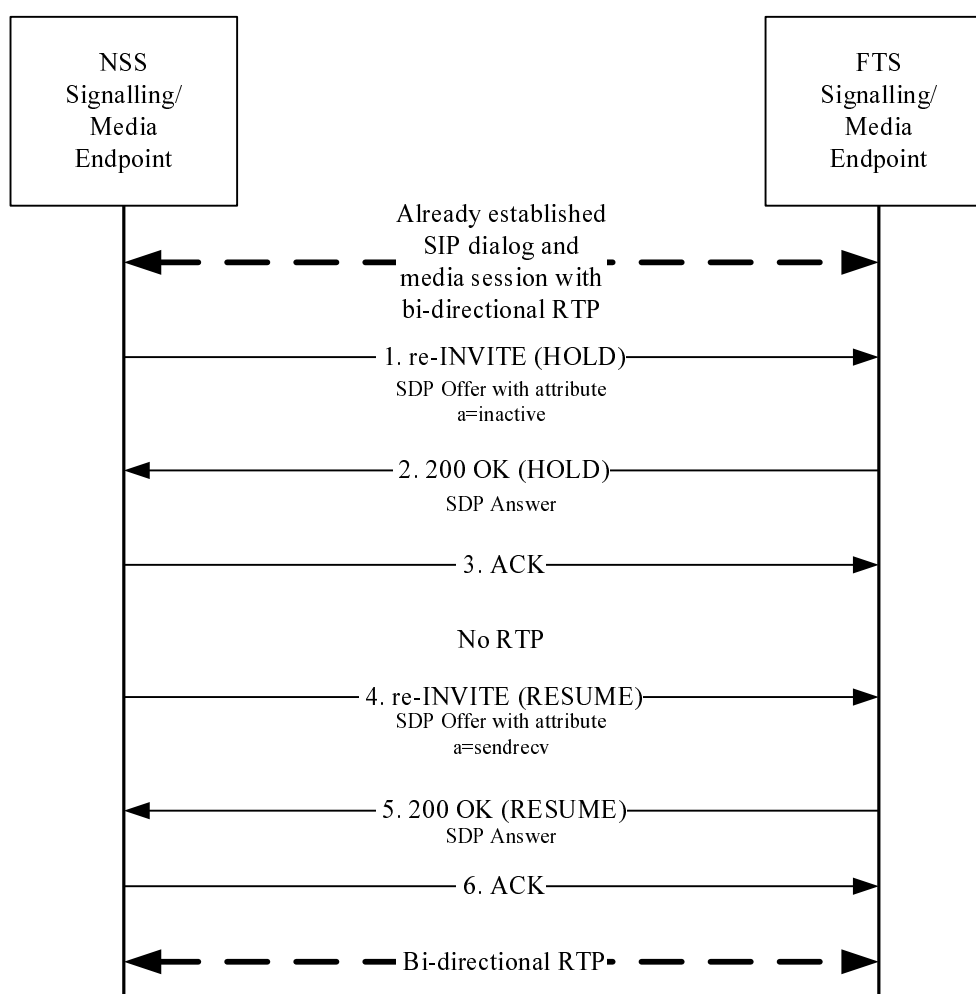 NSS
Signalling/
Media
Endpoint
FTS
Signalling/
Media
Endpoint
Already established
SIP dialog and
media session with
bi-directional RTP
1. re-INVITE (HOLD)
SDP Offer with attribute
a=inactive
2. 200 OK (HOLD)
SDP Answer
3. ACK
No RTP
4. re-INVITE (RESUME)
SDP Offer with attribute
a=sendrecv
5. 200 OK (RESUME)
SDP Answer
6. ACK
Bi-directional RTP